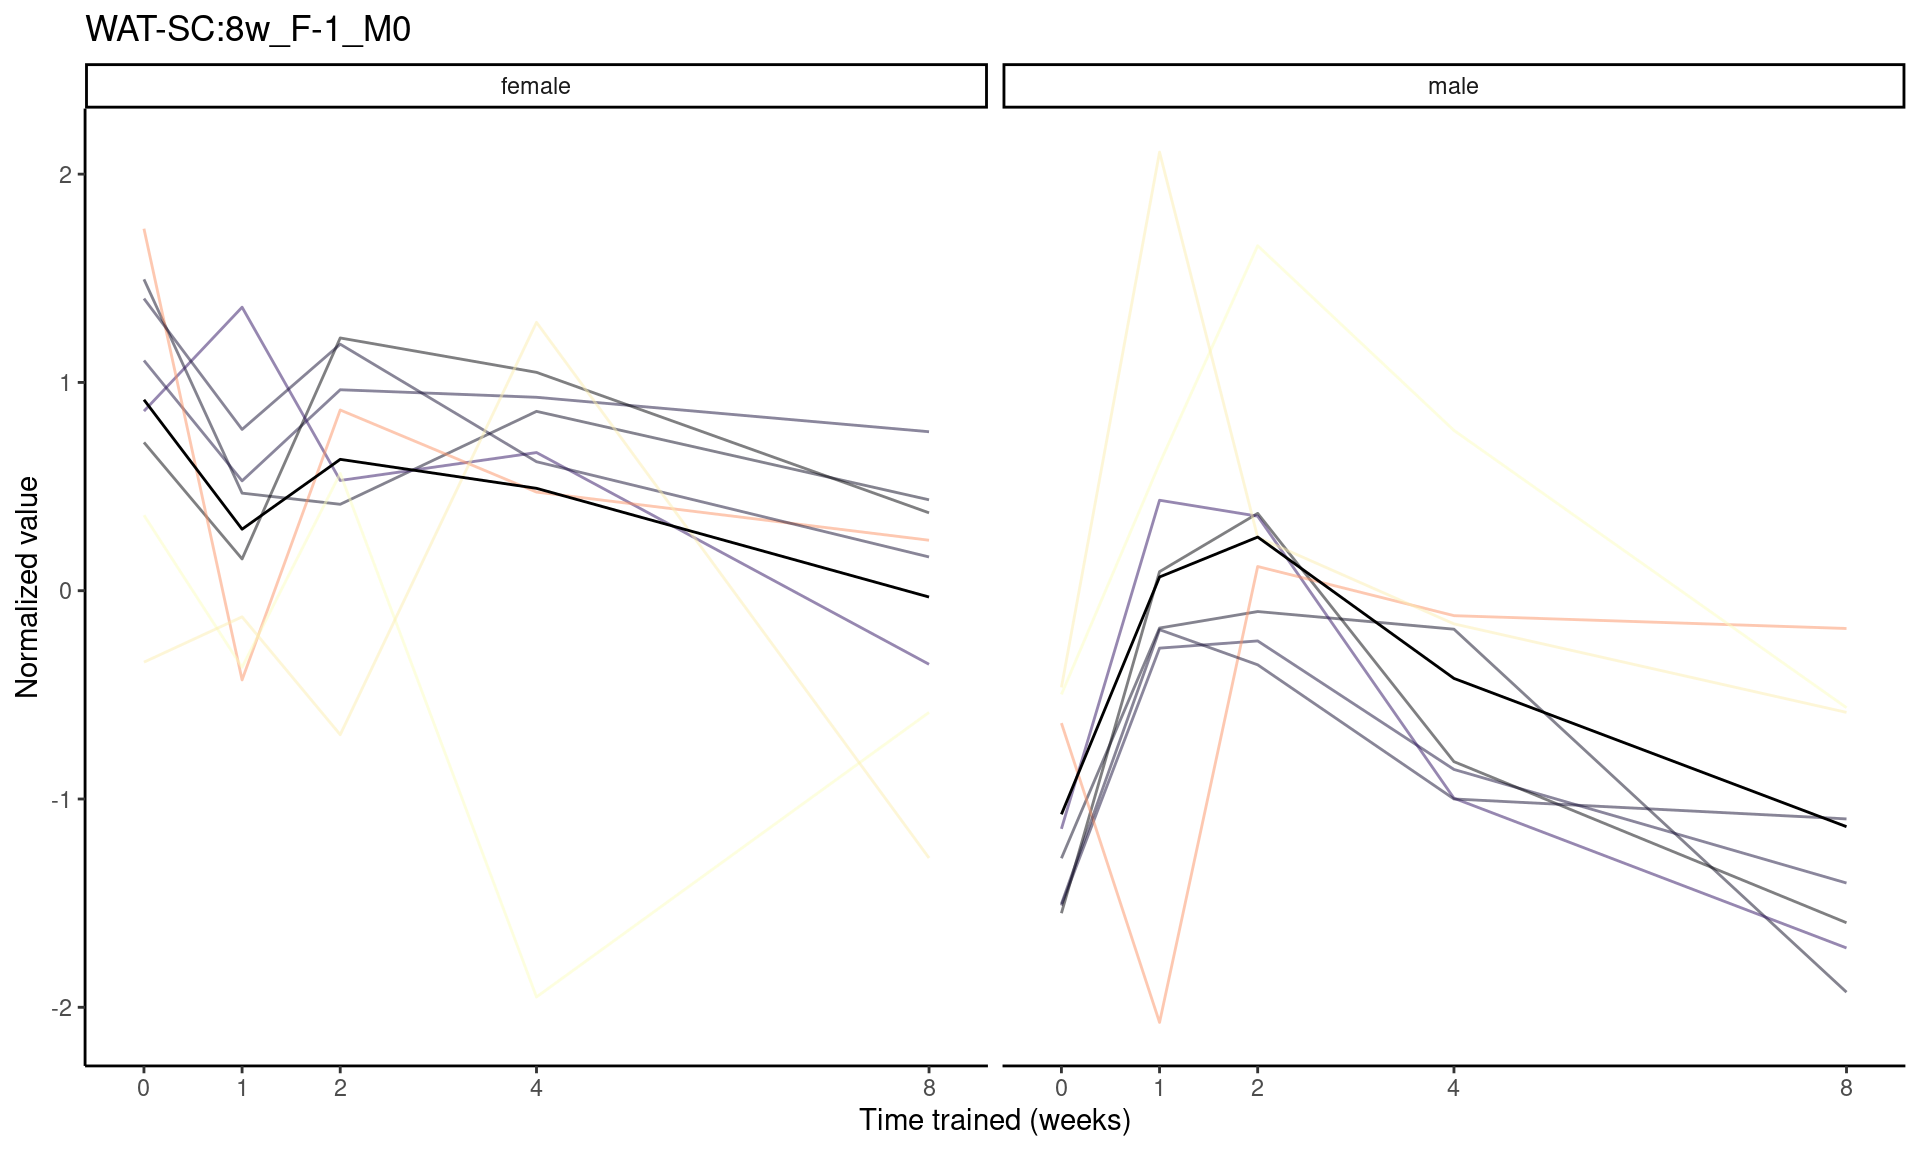 WAT-SC:8w_F-1_M0
female
male
Normalized value
2
1
0
-1
-2
0 1 2 4 8
0 1 2 4 8
Time trained (weeks)